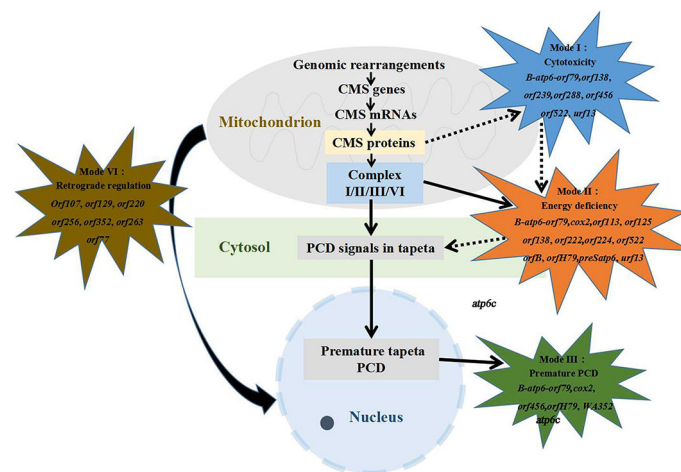 Genomic rearrangements
CMS genes
CMS mRNAs
Mitochondrion
CMS proteins
Complex
I/II/III/VI
Cytosol
PCD signals in tapeta
Premature tapeta
PCD
Nucleus
Mode I：
Cytotoxicity
B-atp6-orf79,orf138,
orf239,orf288, orf456
orf522, urf13
Mode II：
Energy deficiency
B-atp6-orf79,cox2,orf113, orf125
orf138, orf222,orf224, orf522
orfB, orfH79,preSatp6, urf13
atp6c
Mode III：
Premature PCD
B-atp6-orf79,cox2,
orf456,orfH79, WA352
atp6c
Mode VI：
Retrograde regulation
Orf107, orf129, orf220
orf256, orf352, orf263
orf77